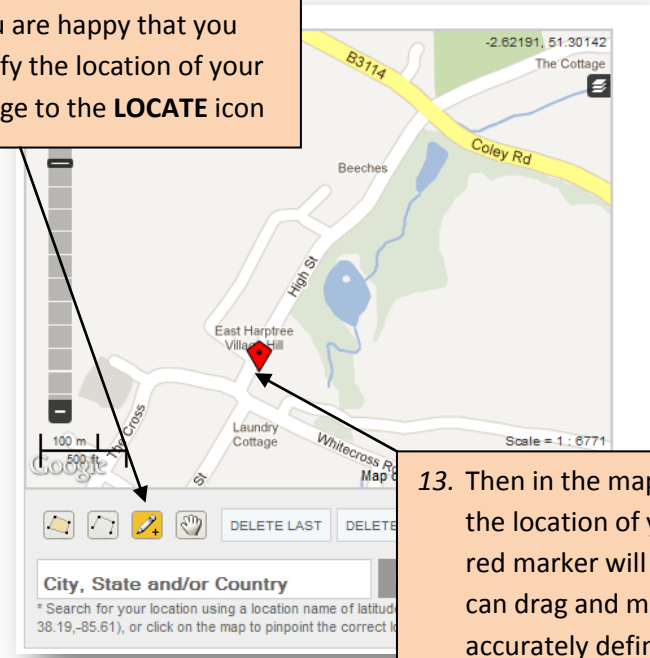 u are happy that you
fy the location of your
ge to the LOCATE icon
-2.62191, 51.30142
The Cottage
B3114
Coley Rd
Beeches
High St
East Harptree
Village Hill
Laundry
Cottage
The Cross
Whitecross R
St
100 m
500 ft
Google
Scale = 1 : 6771
Map
13. Then in the map
the location of y
red marker will
can drag and m
accurately defin
DELETE LAST
DELETE
City, State and/or Country
* Search for your location using a location name of latitude
38.19,-85.61), or click on the map to pinpoint the correct lo